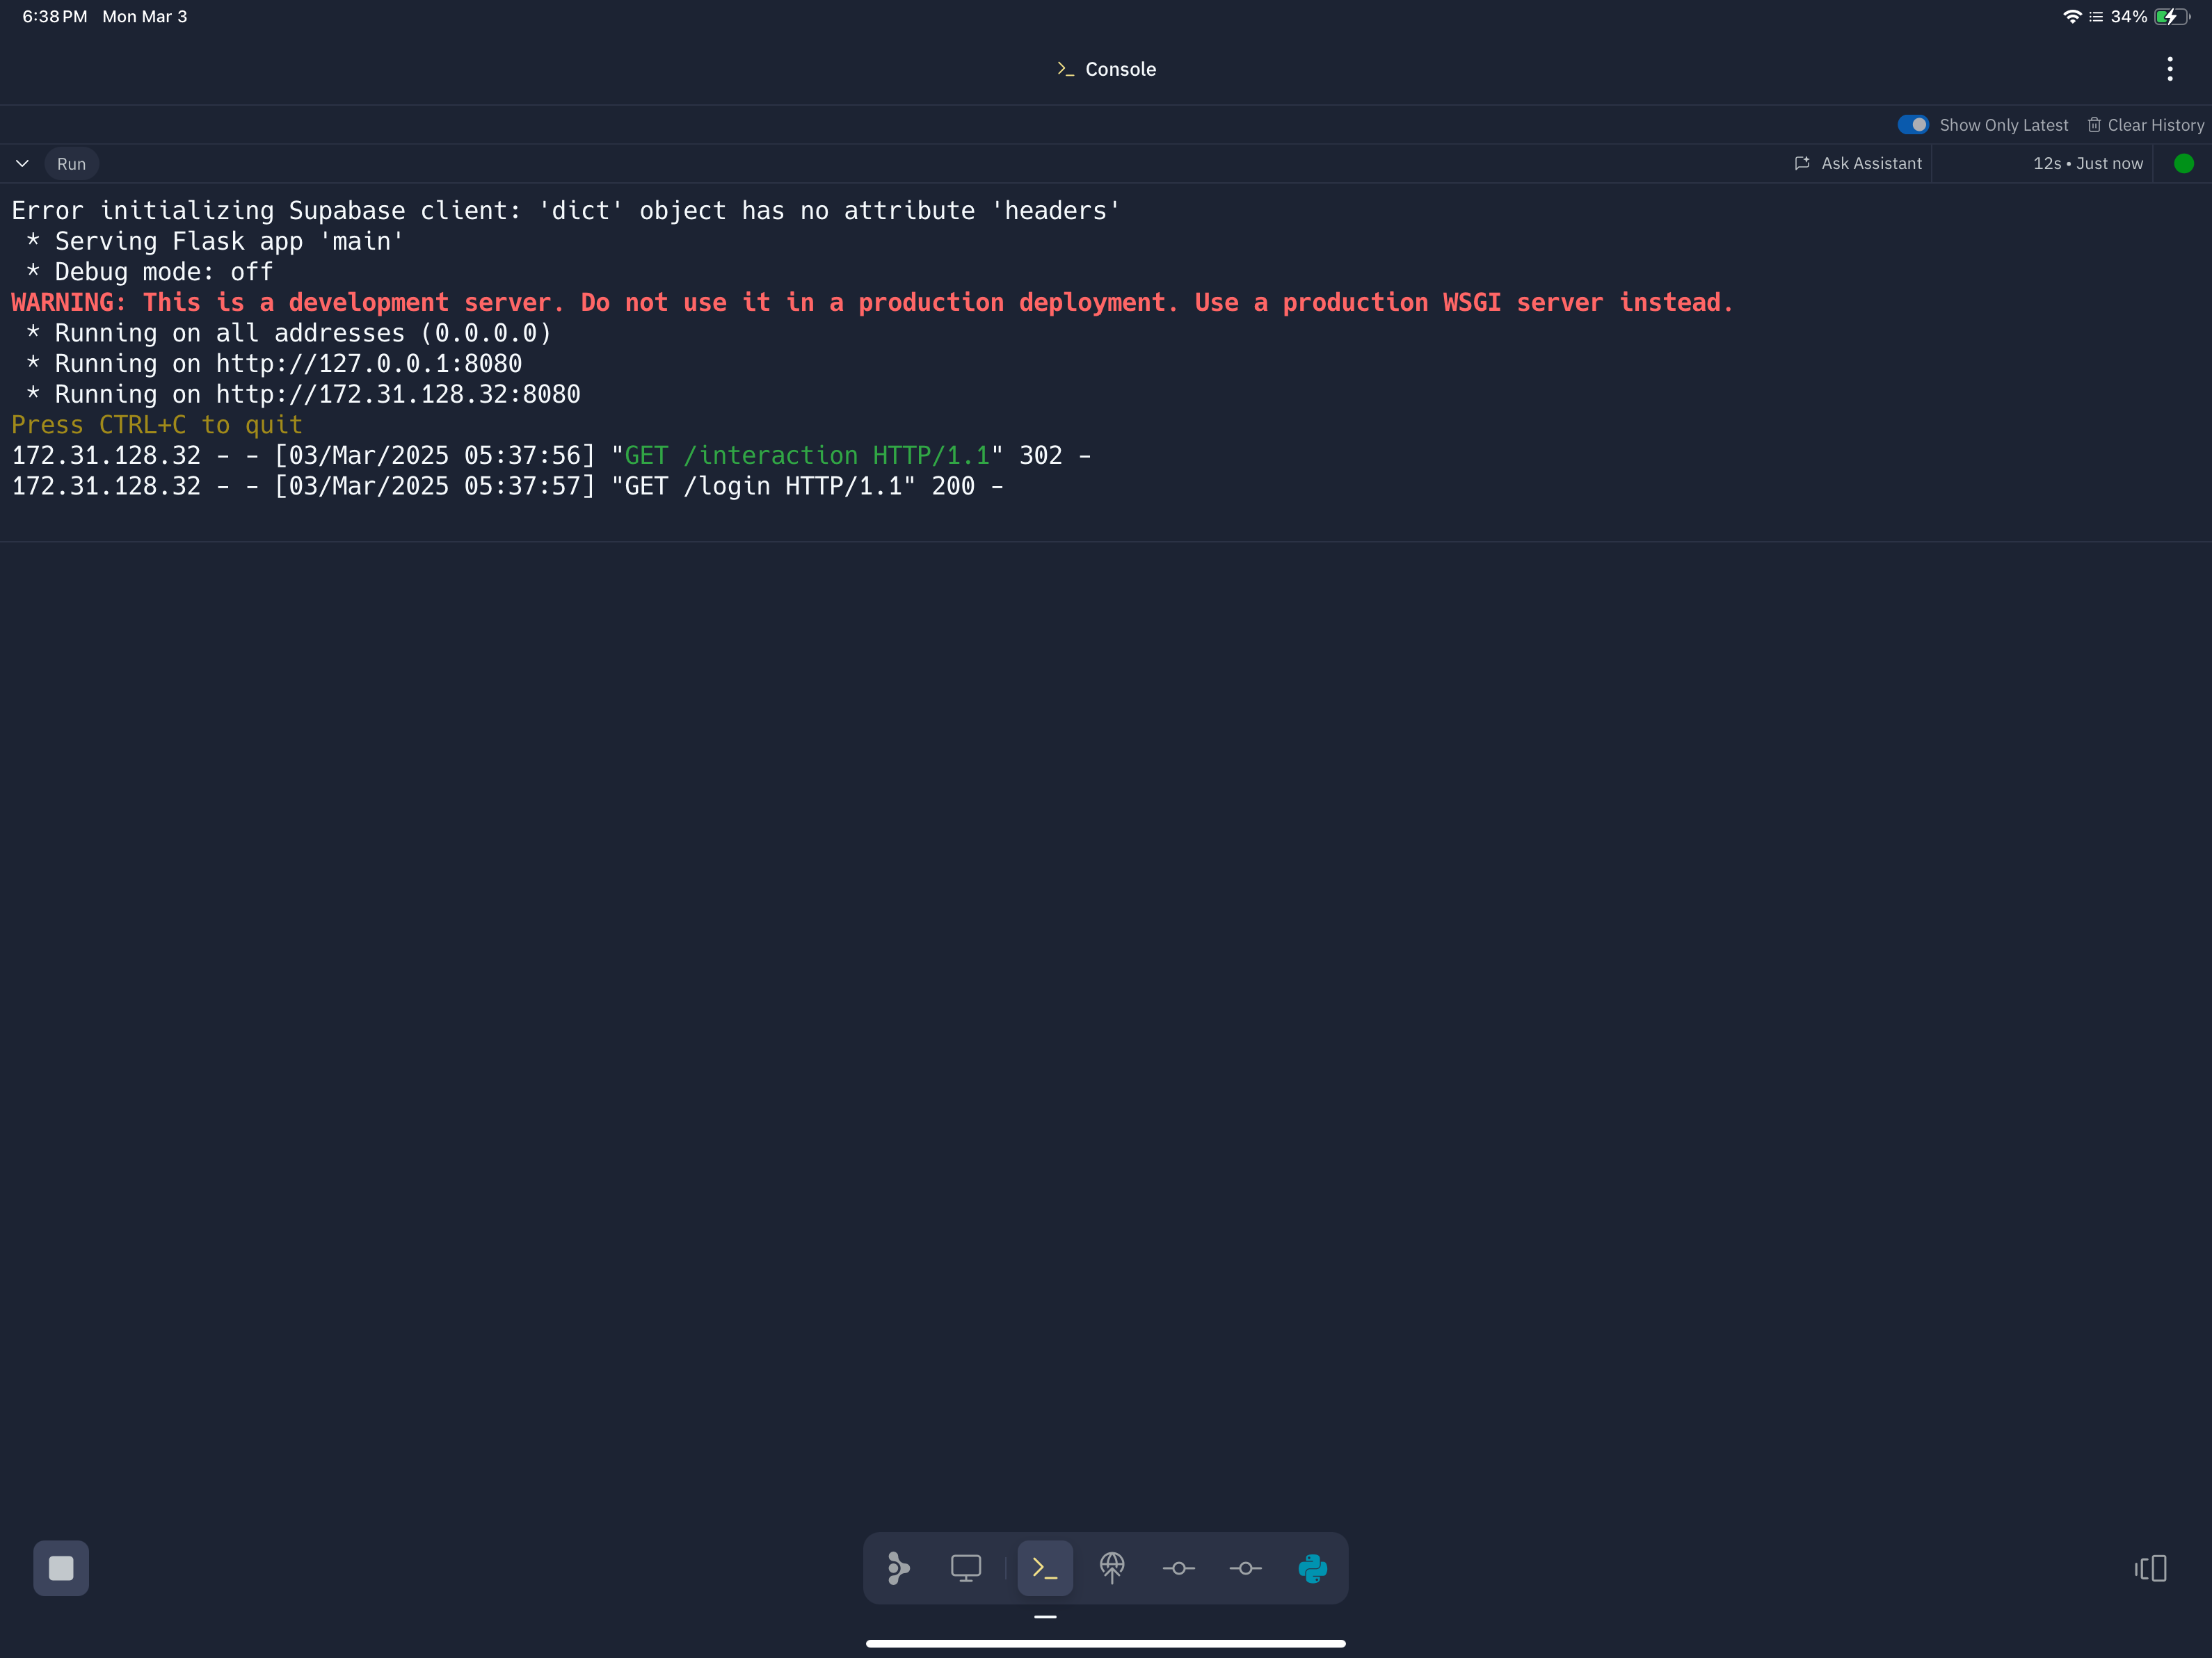 6:38 PM Mon Mar 3
34%
Console
Show Only Latest Clear History
Run Ask Assistant 12s • Just now
Error initializing Supabase client: 'dict' object has no attribute 'headers'
* Serving Flask app 'main'
* Debug mode: off
WARNING: This is a development server. Do not use it in a production deployment. Use a production WSGI server instead.
* Running on all addresses (0.0.0.0)
* Running on http://127.0.0.1:8080
* Running on http://172.31.128.32:8080
Press CTRL+C to quit
172.31.128.32 - - [03/Mar/2025 05:37:56] "GET /interaction HTTP/1.1" 302 -
172.31.128.32 - - [03/Mar/2025 05:37:57] "GET /login HTTP/1.1" 200 -